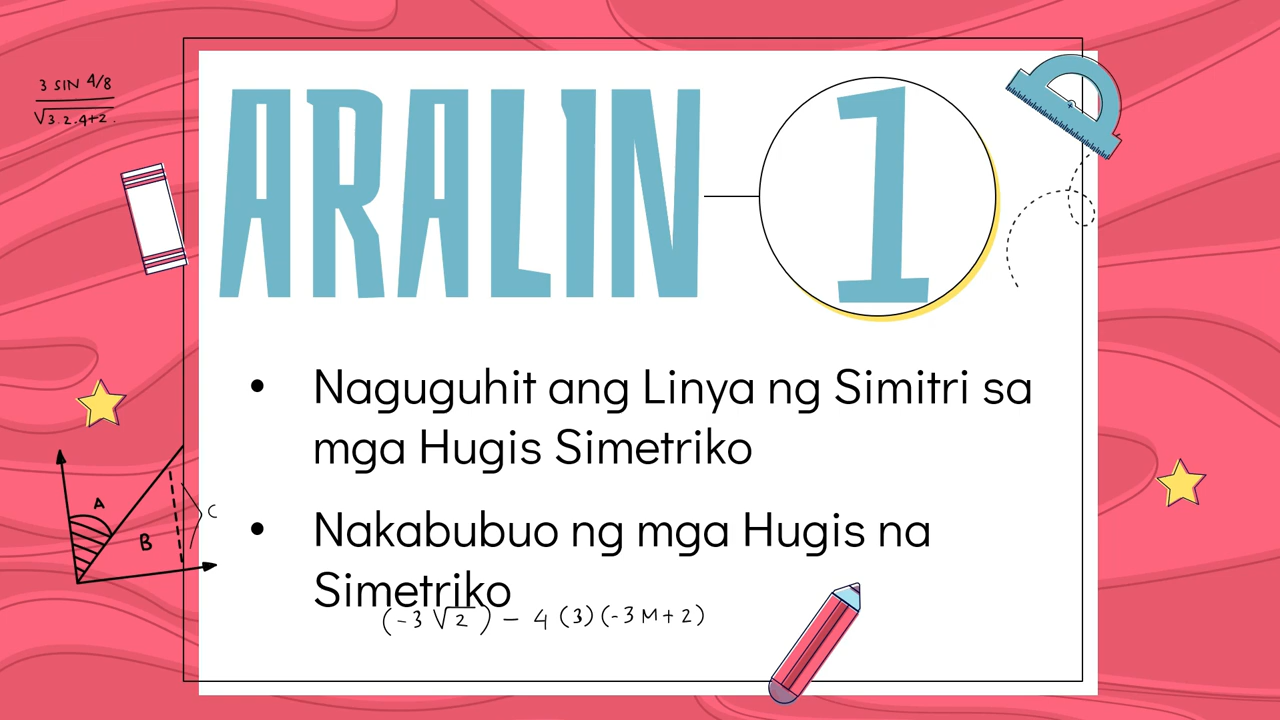 3 SIN 4/8
√3.2.4+2.
ARALIN 1
• Naguguhit ang Linya ng Simitri sa
mga Hugis Simetriko
A
B
C
• Nakabubuo ng mga Hugis na
Simetriko
(-3 √2) - 4 (3)(-3M+2)